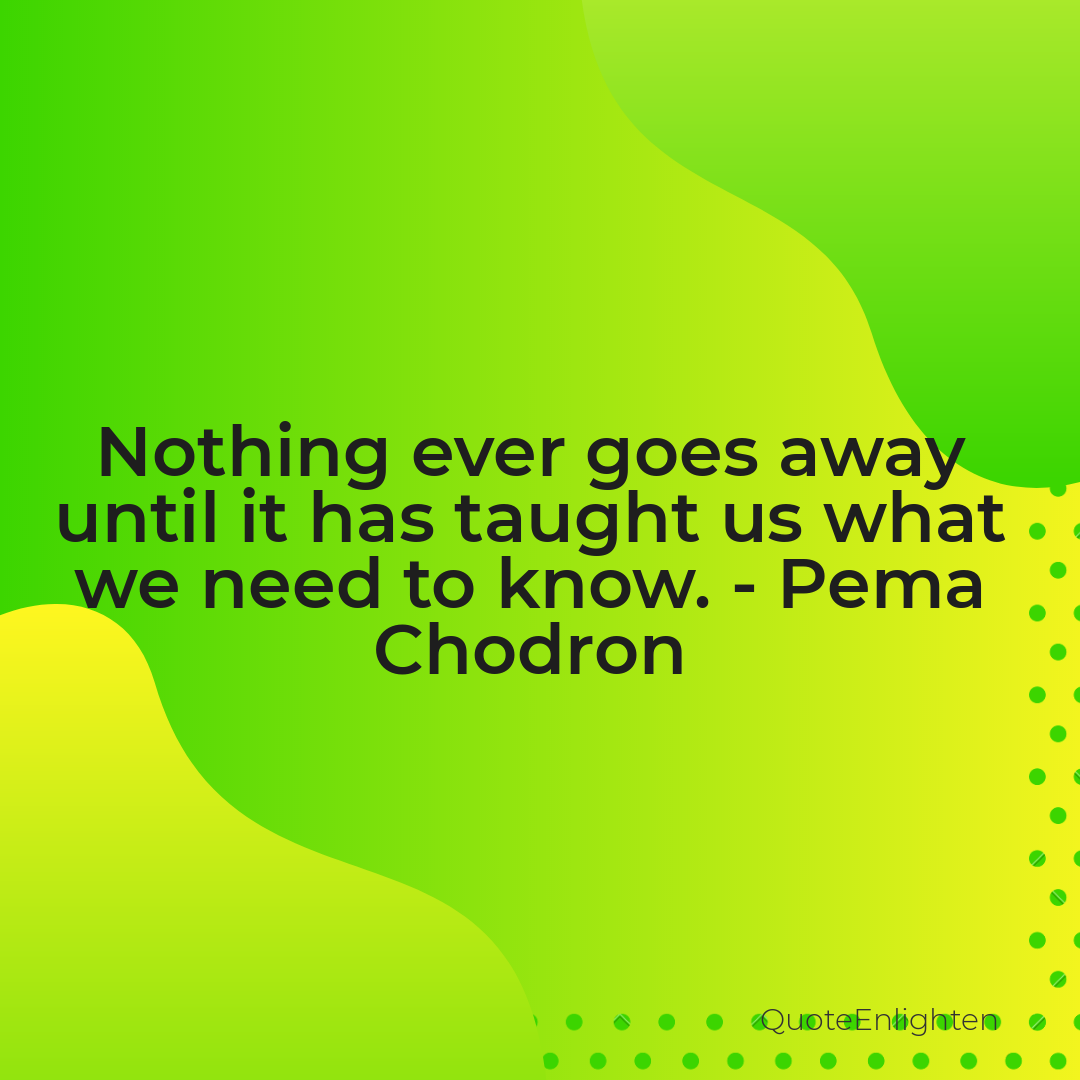 Nothing ever goes away
until it has taught us what
we need to know. - Pema
Chodron
QuoteEnlighten